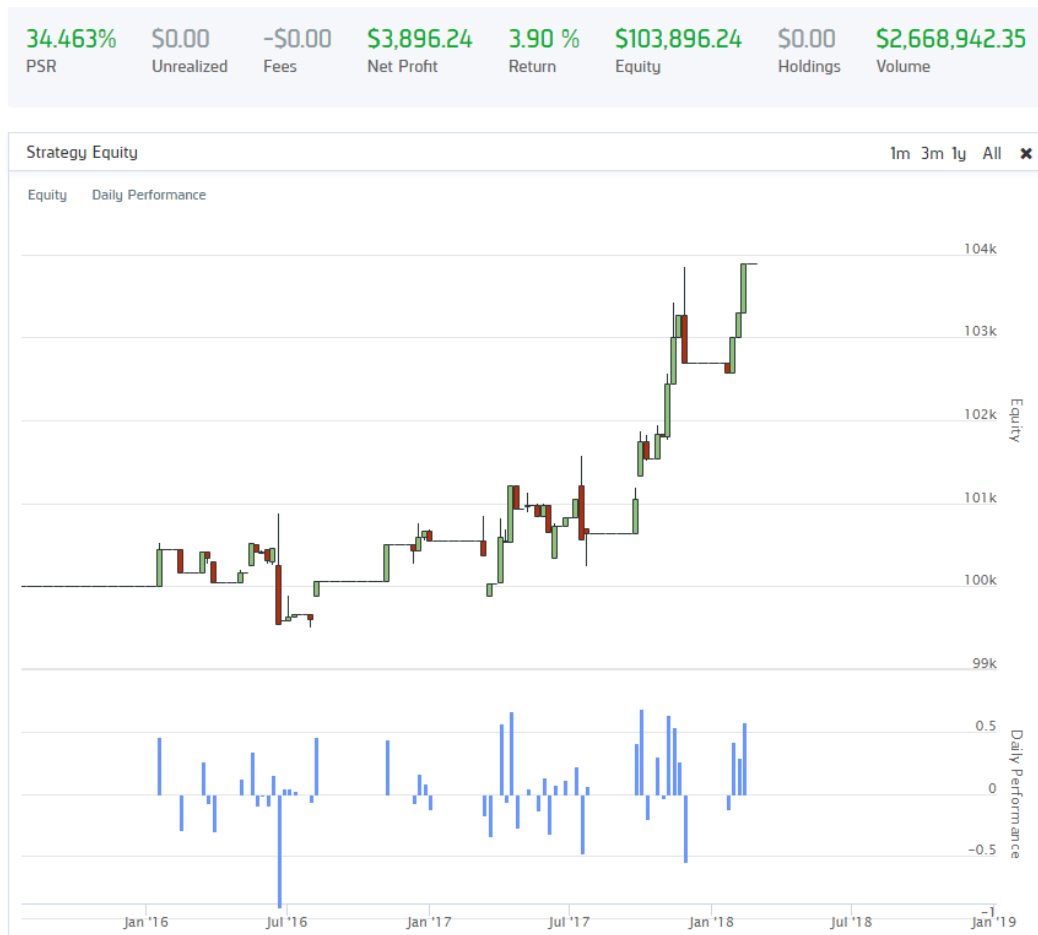 34.463% $0.00 -$0.00 $3,896.24 3.90 % $103,896.24 $0.00 $2,668,942.35
PSR Unrealized Fees Net Profit Return Equity Holdings Volume
Strategy Equity 1m 3m 1y All ✖
Equity Daily Performance
104k
103k
102k
Equity
101k
100k
99k
0.5
Daily Performance
0
-0.5
-1
Jan '16 Jul '16 Jan '17 Jul '17 Jan '18 Jul '18 Jan '19